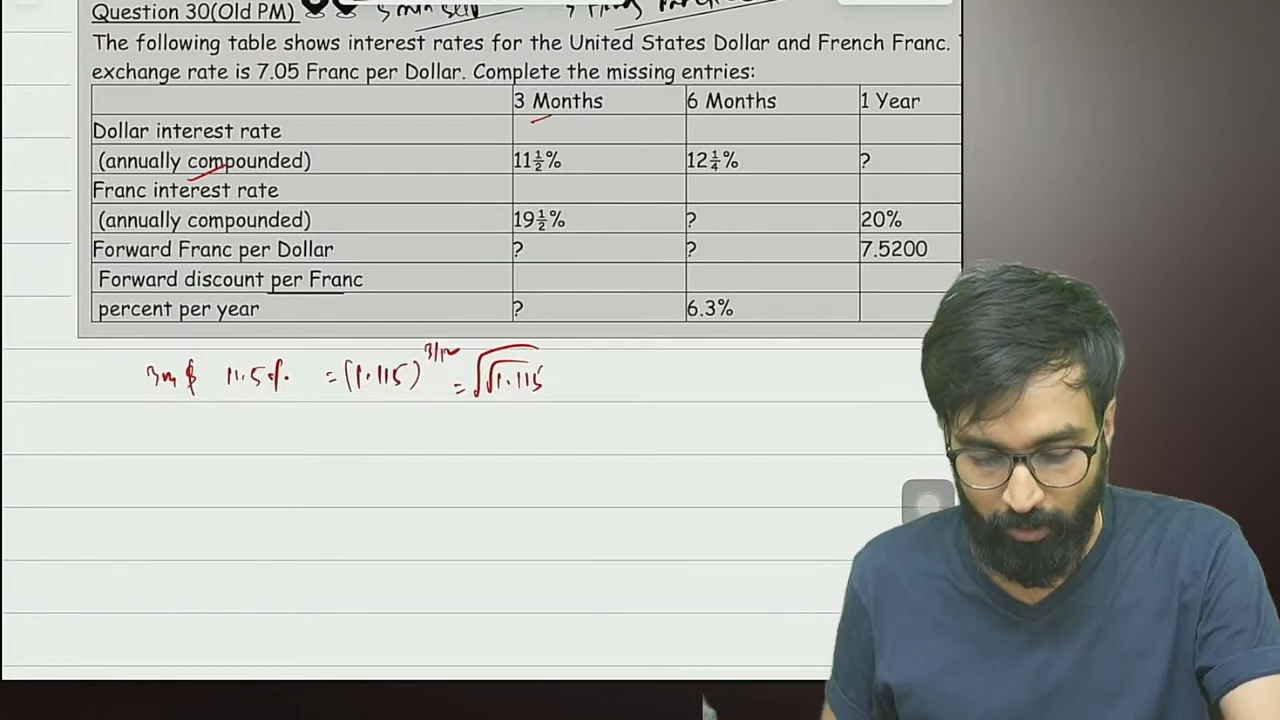 Question 30(Old PM)
The following table shows interest rates for the United States Dollar and French Franc.
exchange rate is 7.05 Franc per Dollar. Complete the missing entries:
3 Months 6 Months 1 Year
Dollar interest rate
(annually compounded) 11½% 12¼% ?
Franc interest rate
(annually compounded) 19½% ? 20%
Forward Franc per Dollar ? ? 7.5200
Forward discount per Franc
percent per year ? 6.3%
3m $ 11.5%. = (1.115)^3/12 = √√1.115